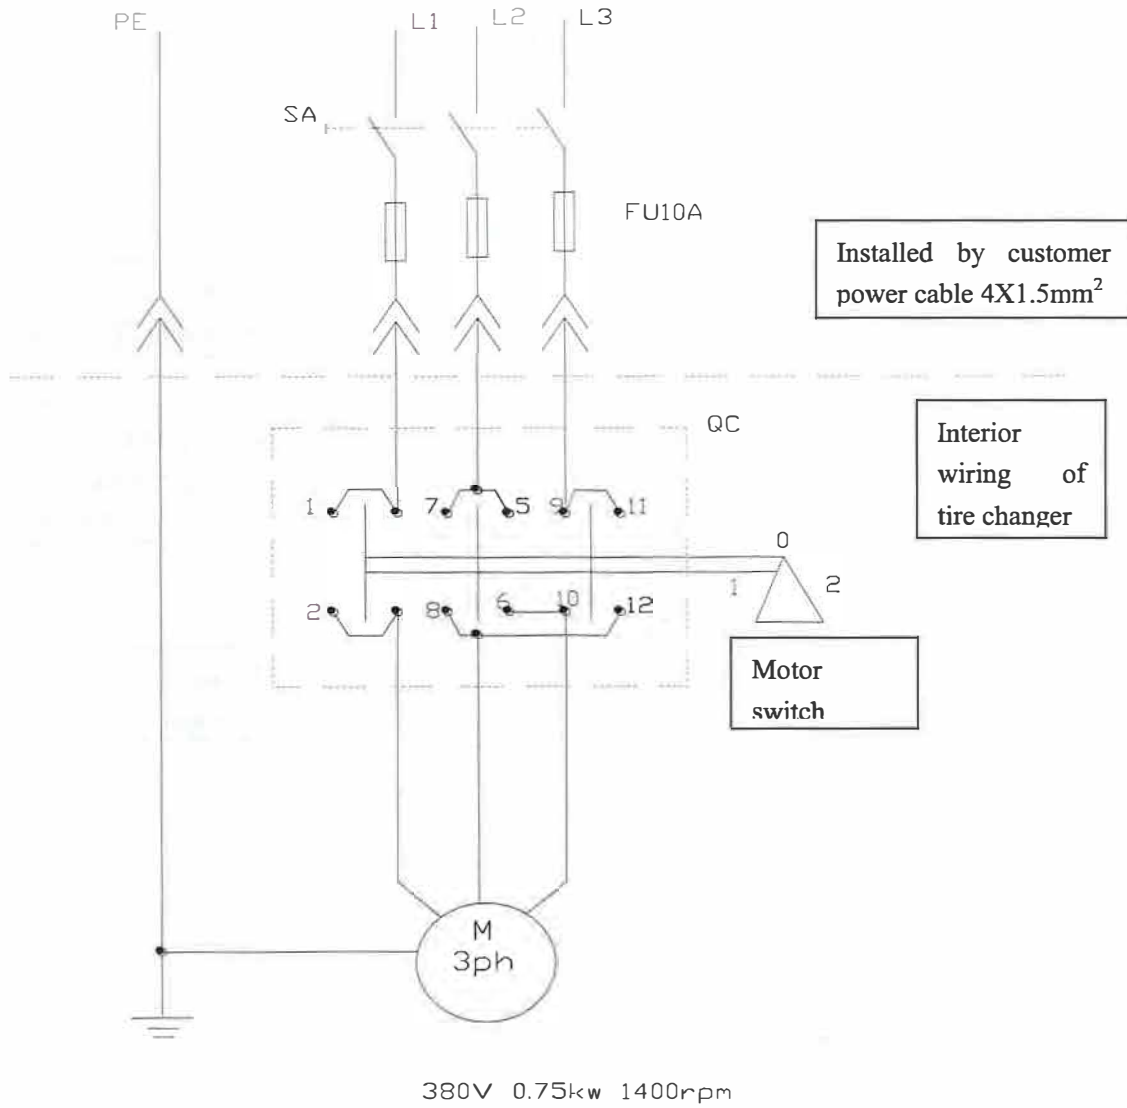 PE
L1
L2
L3
SA
FU10A
Installed by customer
power cable 4X1.5mm²
QC
Interior
wiring of
tire changer
1
7
5
9
11
0
1
2
2
8
6
10
12
Motor
switch
M
3ph
380V 0.75kw 1400rpm